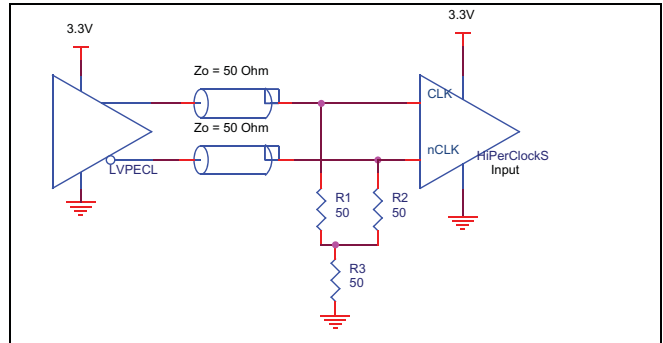 3.3V
3.3V
Zo = 50 Ohm
CLK
Zo = 50 Ohm
nCLK
LVPECL
HiPerClockS
Input
R1
50
R2
50
R3
50